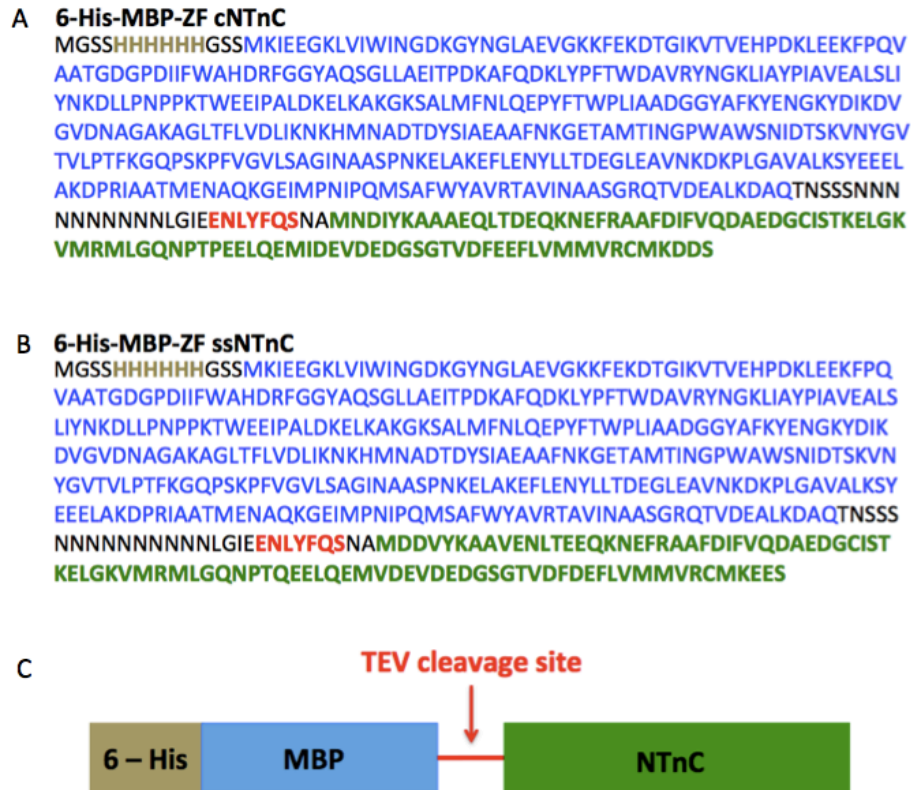 A 6-His-MBP-ZF cNTnC
MGSSHHHHHHGSSMKIEEGKLVIWINGDKGYNGLAEVGKKFEKDTGIKVTVEHPDKLEEKFPQV
AATGDGPDIIFWAHDRFGGYAQSGLLAEITPDKAFQDKLYPFTWDAVRYNGKLIAYPIAVEALSLI
YNKDLLPNPPKTWEEIPALDKELKAKGKSALMFNLQEPYFTWPLIAADGGYAFKYENGKYDIKDV
GVDNAGAKAGLTFLVDLIKNKHMNADTDYSIAEAAFNKGETAMTINGPWAWSNIDTSKVNYGV
TVLPTFKGQPSKPFVGVLSAGINAASPNKELAKEFLENYLLTDEGLEAVNKDKPLGAVALKSYEEEL
AKDPRIAATMENAQKGEIMPNIPQMSAFWYAVRTAVINAASGRQTVDEALKDAQTNSSSNNN
NNNNNNNLGIEENLYFQSNAMNDIYKAAAEQLTDEQKNEFRAAFDIFVQDAEDGCISTKELGK
VMRMLGQNPTPEELQEMIDEVDEDGSGTVDFEEFLVMMVRCMKDDS
B 6-His-MBP-ZF ssNTnC
MGSSHHHHHHGSSMKIEEGKLVIWINGDKGYNGLAEVGKKFEKDTGIKVTVEHPDKLEEKFPQ
VAATGDGPDIIFWAHDRFGGYAQSGLLAEITPDKAFQDKLYPFTWDAVRYNGKLIAYPIAVEALS
LIYNKDLLPNPPKTWEEIPALDKELKAKGKSALMFNLQEPYFTWPLIAADGGYAFKYENGKYDIK
DVGVDNAGAKAGLTFLVDLIKNKHMNADTDYSIAEAAFNKGETAMTINGPWAWSNIDTSKVN
YGVTVLPTFKGQPSKPFVGVLSAGINAASPNKELAKEFLENYLLTDEGLEAVNKDKPLGAVALKSY
EEELAKDPRIAATMENAQKGEIMPNIPQMSAFWYAVRTAVINAASGRQTVDEALKDAQTNSSS
NNNNNNNNNNLGIEENLYFQSNAMDDVYKAAVENLTEEQKNEFRAAFDIFVQDAEDGCIST
KELGKVMRMLGQNPTQEELQEMVDEVDEDGSGTVDFDEFLVMMVRCMKEES
C
TEV cleavage site
6 – His MBP NTnC